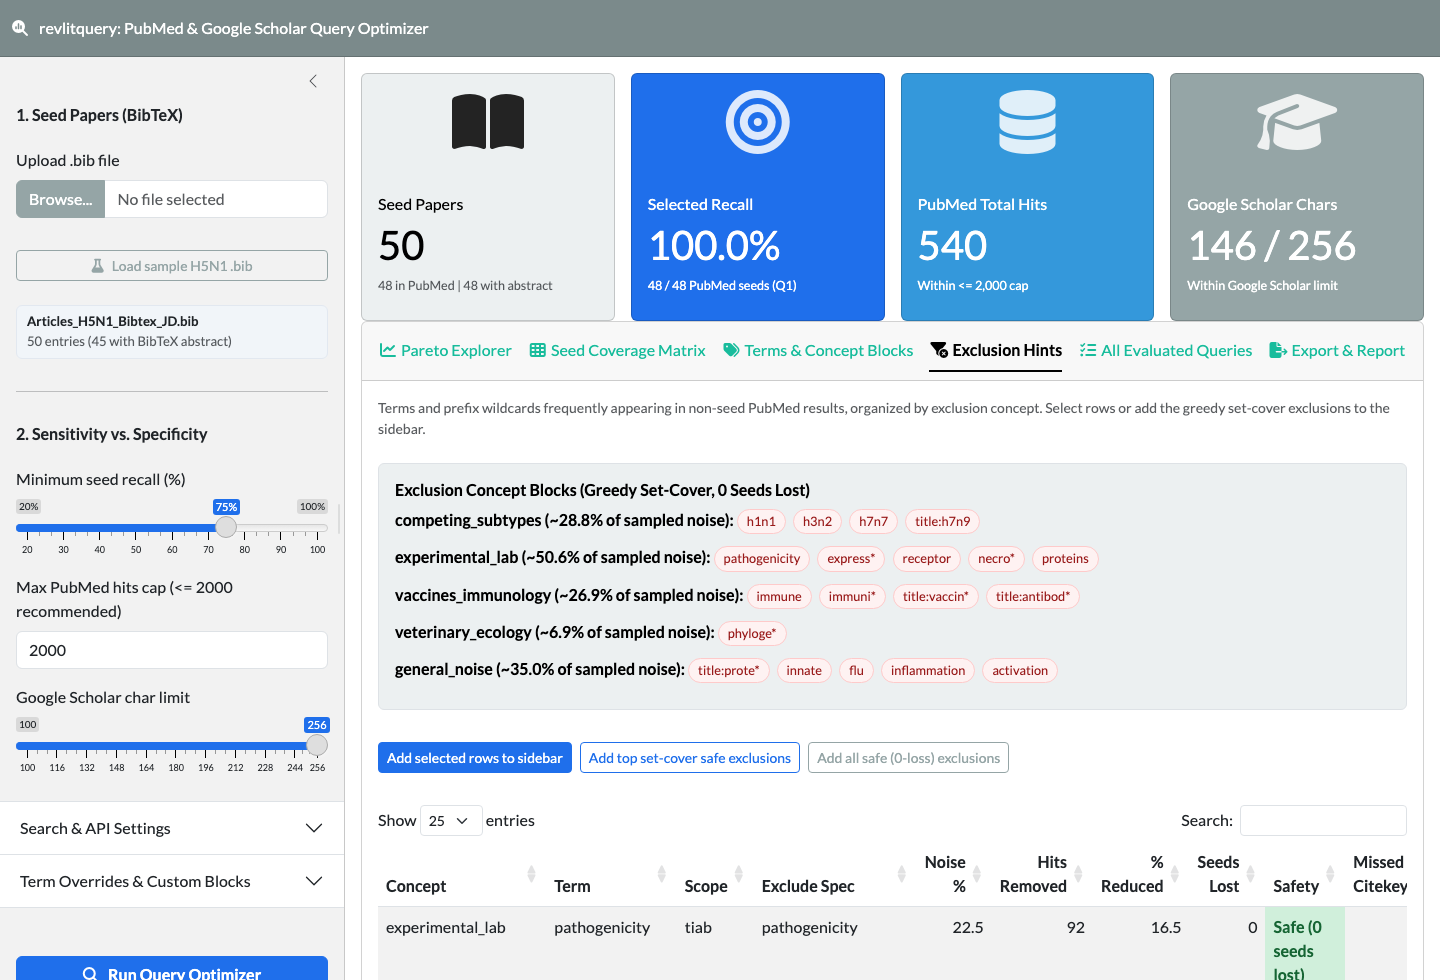 revlitquery: PubMed & Google Scholar Query Optimizer
1. Seed Papers (BibTeX)
Upload .bib file
Browse... No file selected
Load sample H5N1 .bib
Articles_H5N1_Bibtex_JD.bib
50 entries (45 with BibTeX abstract)
2. Sensitivity vs. Specificity
Minimum seed recall (%)
20% 75% 100%
20 30 40 50 60 70 80 90 100
Max PubMed hits cap (<= 2000
recommended)
2000
Google Scholar char limit
100 256
100 116 132 148 164 180 196 212 228 244 256
Search & API Settings
Term Overrides & Custom Blocks
Run Query Optimizer
Seed Papers
50
48 in PubMed | 48 with abstract
Selected Recall
100.0%
48 / 48 PubMed seeds (Q1)
PubMed Total Hits
540
Within <= 2,000 cap
Google Scholar Chars
146 / 256
Within Google Scholar limit
Pareto Explorer Seed Coverage Matrix Terms & Concept Blocks Exclusion Hints All Evaluated Queries Export & Report
Terms and prefix wildcards frequently appearing in non-seed PubMed results, organized by exclusion concept. Select rows or add the greedy set-cover exclusions to the
sidebar.
Exclusion Concept Blocks (Greedy Set-Cover, 0 Seeds Lost)
competing_subtypes (~28.8% of sampled noise): h1n1 h3n2 h7n7 title:h7n9
experimental_lab (~50.6% of sampled noise): pathogenicity express* receptor necro* proteins
vaccines_immunology (~26.9% of sampled noise): immune immuni* title:vaccin* title:antibod*
veterinary_ecology (~6.9% of sampled noise): phyloge*
general_noise (~35.0% of sampled noise): title:prote* innate flu inflammation activation
Add selected rows to sidebar Add top set-cover safe exclusions Add all safe (0-loss) exclusions
Show 25 entries Search:
Concept Term Scope Exclude Spec Noise % Hits Removed % Reduced Seeds Lost Safety Missed Citekey
experimental_lab pathogenicity tiab pathogenicity 22.5 92 16.5 0 Safe (0
seeds
lost)